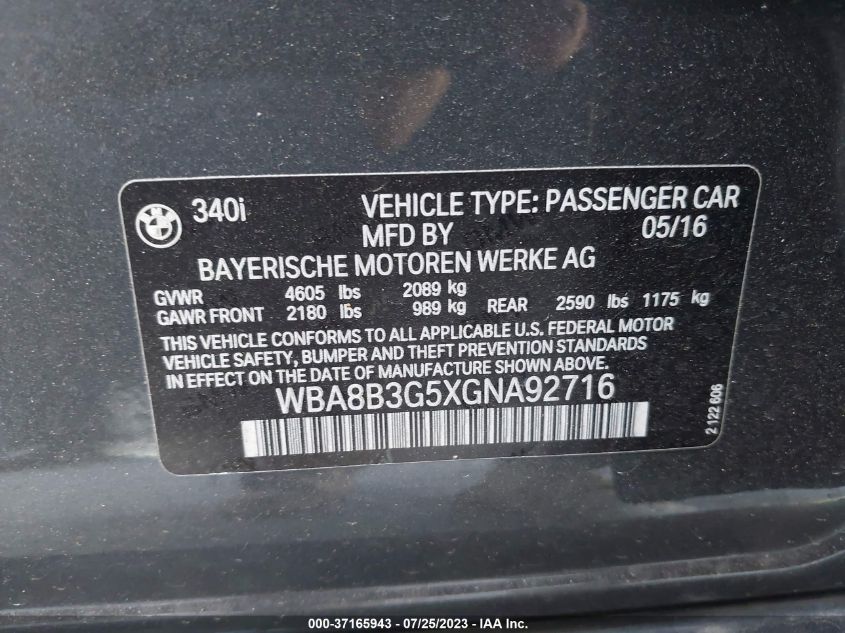 BMW 340i VEHICLE TYPE: PASSENGER CAR
MFD BY 05/16
BAYERISCHE MOTOREN WERKE AG
GVWR 4605 lbs 2089 kg
GAWR FRONT 2180 lbs 989 kg REAR 2590 lbs 1175 kg
THIS VEHICLE CONFORMS TO ALL APPLICABLE U.S. FEDERAL MOTOR
VEHICLE SAFETY, BUMPER AND THEFT PREVENTION STANDARDS
IN EFFECT ON THE DATE OF MANUFACTURE SHOWN ABOVE.
WBA8B3G5XGNA92716
2 122 606
000-37165943 / 07/25/2023 - IAA Inc.